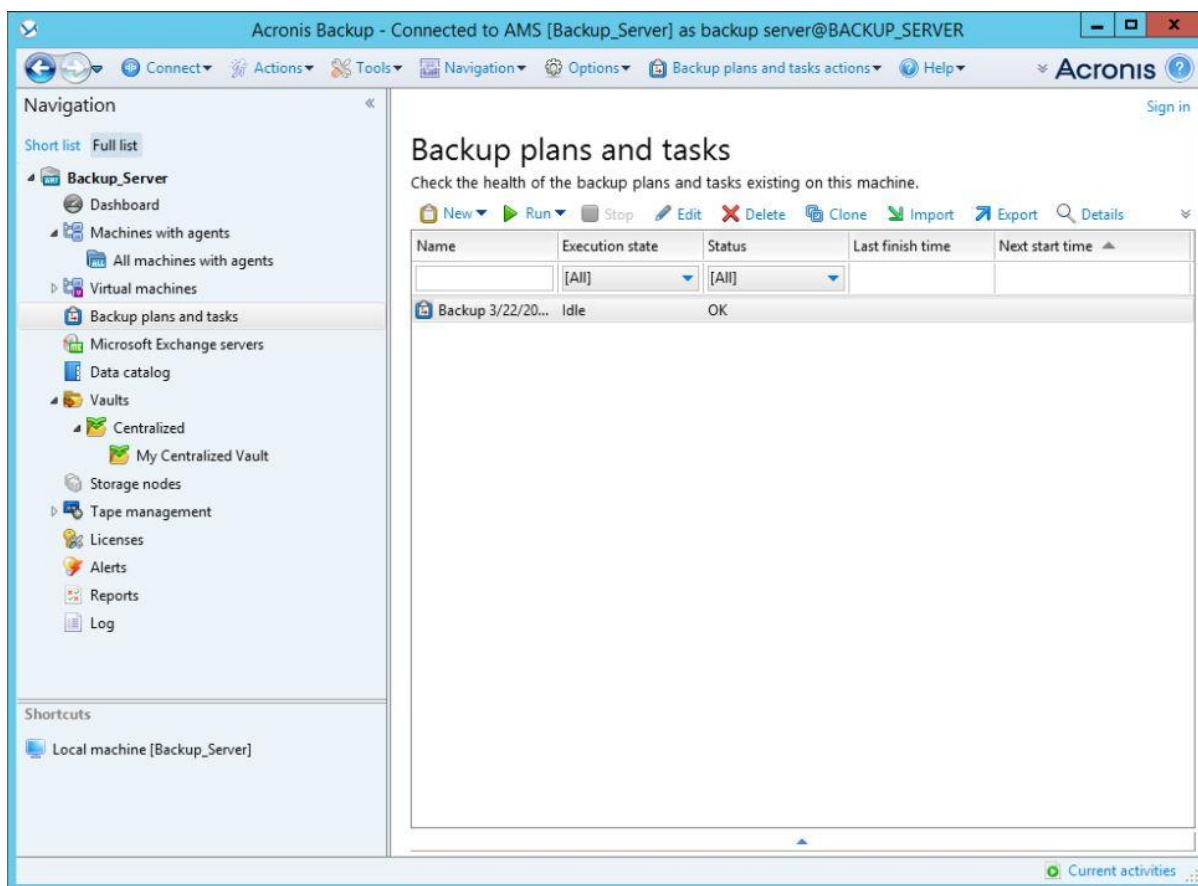 Acronis Backup - Connected to AMS [Backup_Server] as backup server@BACKUP_SERVER
Connect Actions Tools Navigation Options Backup plans and tasks actions Help Acronis
Navigation
Short list Full list
Backup_Server
Dashboard
Machines with agents
All machines with agents
Virtual machines
Backup plans and tasks
Microsoft Exchange servers
Data catalog
Vaults
Centralized
My Centralized Vault
Storage nodes
Tape management
Licenses
Alerts
Reports
Log
Shortcuts
Local machine [Backup_Server]
Sign in
Backup plans and tasks
Check the health of the backup plans and tasks existing on this machine.
New Run Stop Edit Delete Clone Import Export Details
Name Execution state Status Last finish time Next start time
[All] [All]
Backup 3/22/20... Idle OK
Current activities